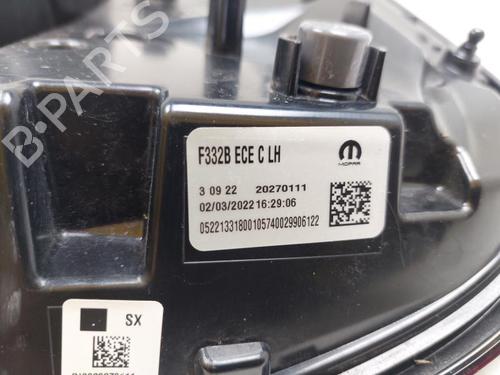 B-PARTS
F332B ECE C LH
MOPAR
3 09 22 20270111
02/03/2022 16:29:06
05221331800105740029906122
SX